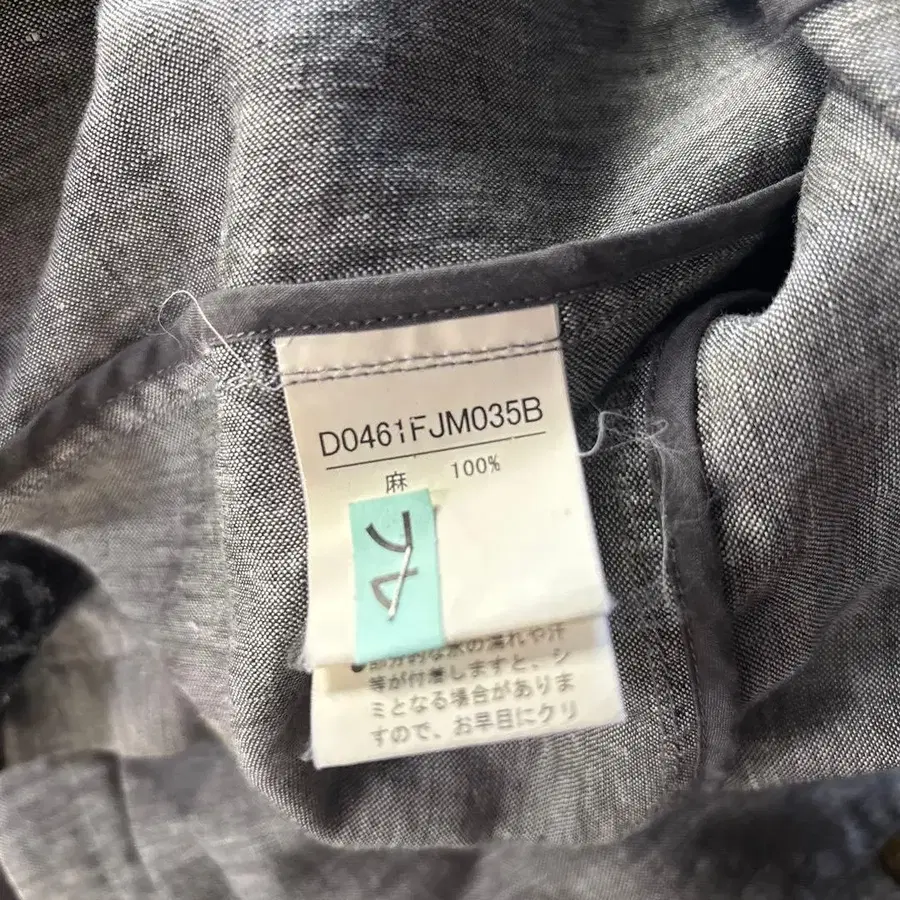 D0461FJM035B
麻 100%
●部分的な水の濡れや汗
等が付着しますと、シ
ミとなる場合がありま
すので、お早目にクリ